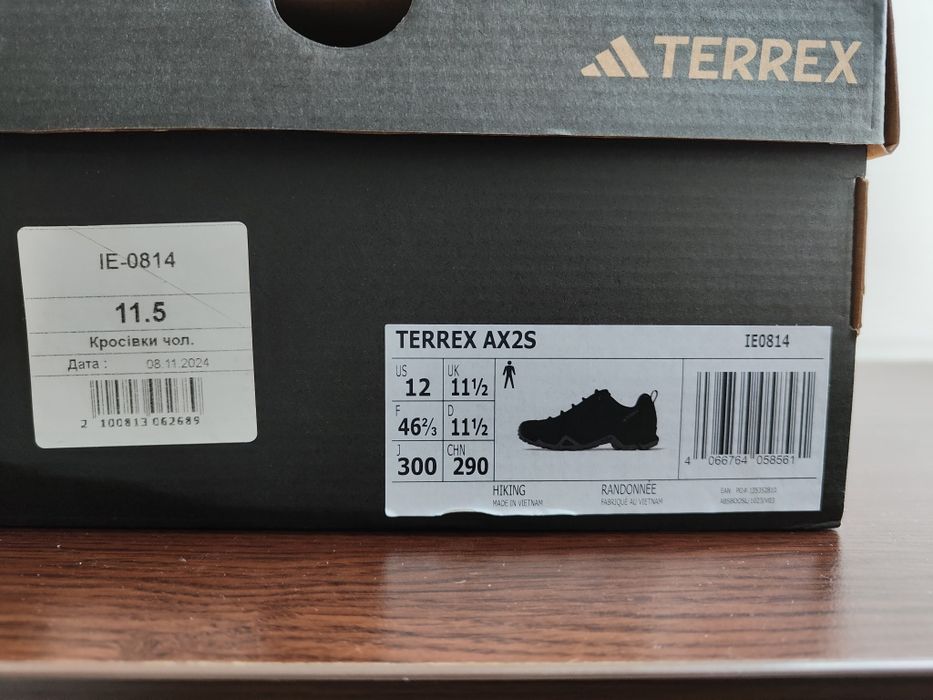 TERREX
IE-0814
11.5
Кросівки чол.
Дата : 08.11.2024
2 100813 062689
TERREX AX2S IE0814
US 12 UK 11½
F 46⅔ D 11½
J 300 CHN 290
4 066764 058561
HIKING RANDONNÉE
MADE IN VIETNAM FABRIQUÉ AU VIETNAM
EAN PO#